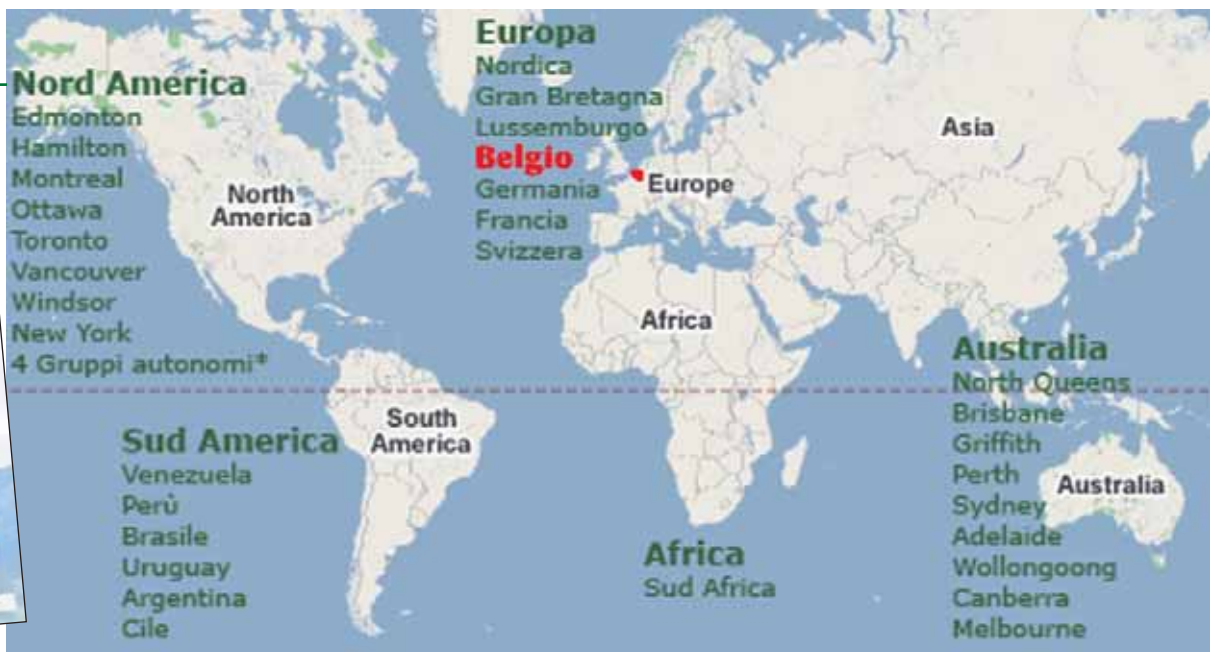 Nord America
Edmonton
Hamilton
Montreal
Ottawa
Toronto
Vancouver
Windsor
New York
4 Gruppi autonomi*
Europa
Nordica
Gran Bretagna
Lussemburgo
Belgio
Germania
Francia
Svizzera
North
America
Europe
Asia
Africa
South
America
Australia
Sud America
Venezuela
Perù
Brasile
Uruguay
Argentina
Cile
Africa
Sud Africa
Australia
North Queens
Brisbane
Griffith
Perth
Sydney
Adelaide
Wollongoong
Canberra
Melbourne